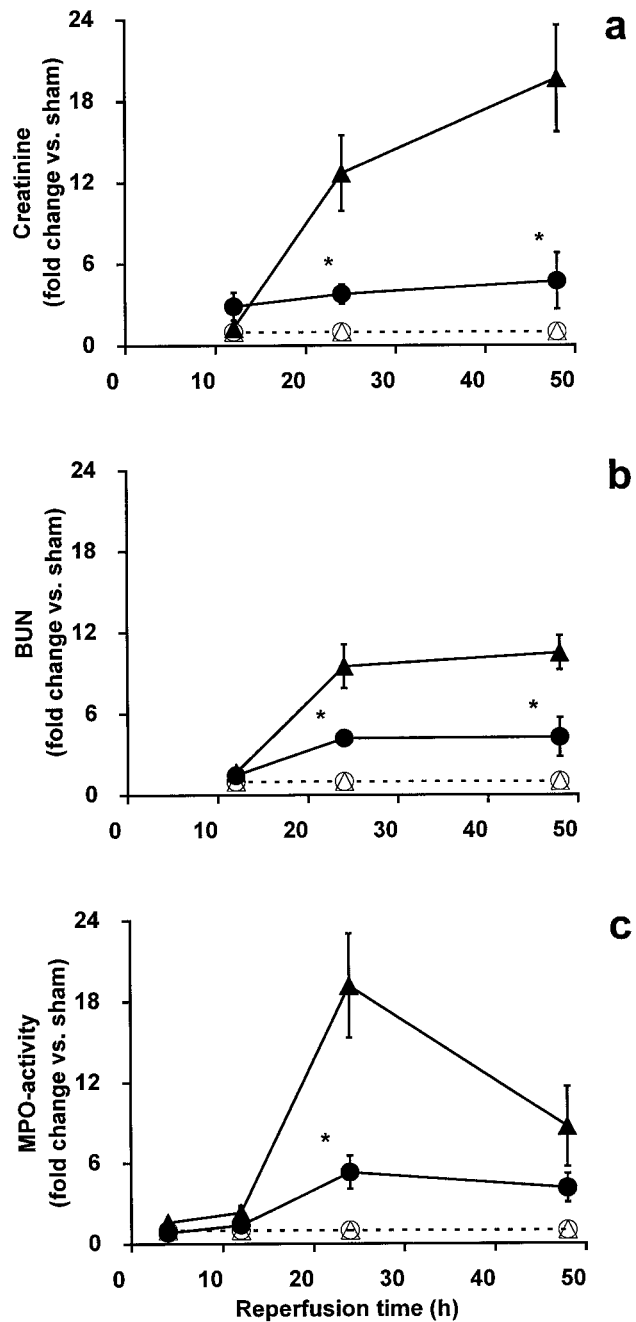 a
24
18
12
6
0
Creatinine
(fold change vs. sham)
*
*
0 10 20 30 40 50
b
24
18
12
6
0
BUN
(fold change vs. sham)
*
*
0 10 20 30 40 50
c
24
18
12
6
0
MPO-activity
(fold change vs. sham)
*
0 10 20 30 40 50
Reperfusion time (h)